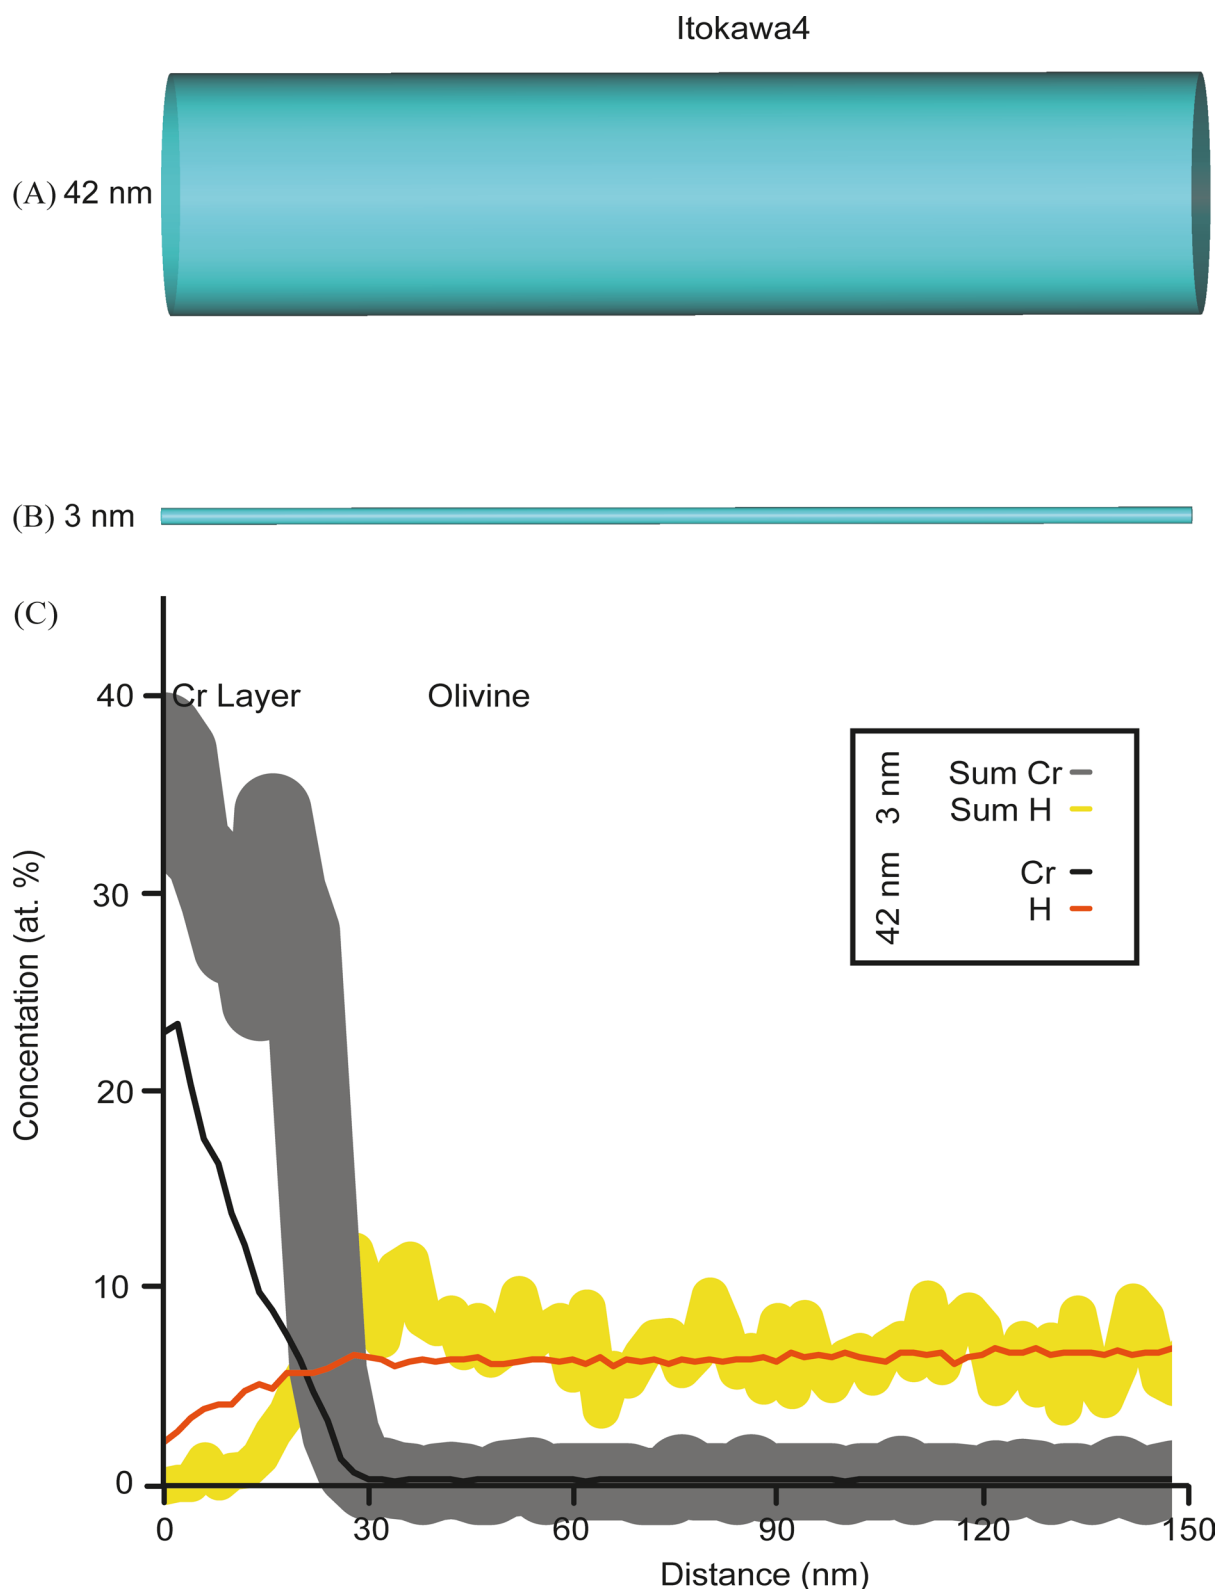 Itokawa4
(A) 42 nm
(B) 3 nm
(C)
Cr Layer
Olivine
3 nm
Sum Cr
Sum H
42 nm
Cr
H
Concentration (at. %)
40
30
20
10
0
0 30 60 90 120 150
Distance (nm)